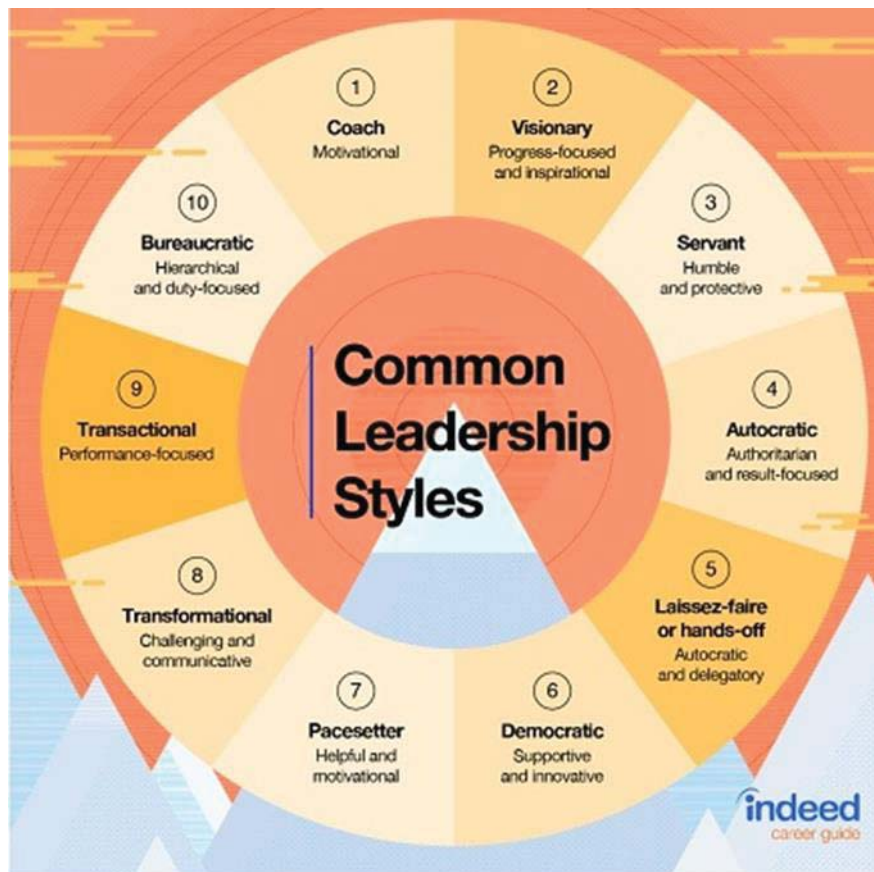 Common
Leadership
Styles
1
Coach
Motivational
2
Visionary
Progress-focused
and inspirational
3
Servant
Humble
and protective
4
Autocratic
Authoritarian
and result-focused
5
Laissez-faire
or hands-off
Autocratic
and delegatory
6
Democratic
Supportive
and innovative
7
Pacesetter
Helpful and
motivational
8
Transformational
Challenging and
communicative
9
Transactional
Performance-focused
10
Bureaucratic
Hierarchical
and duty-focused
indeed
career guide